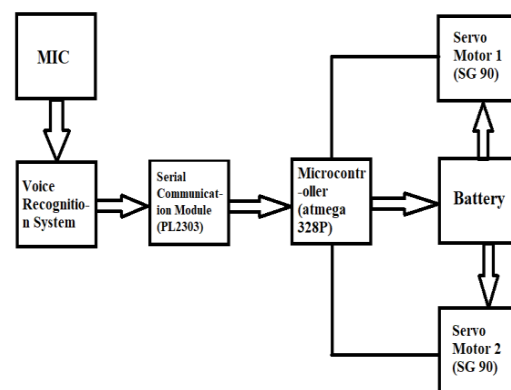 MIC
Voice
Recognitio-
n System
Serial
Communicat-
ion Module
(PL2303)
Microcontr
-oller
(atmega
328P)
Servo
Motor 1
(SG 90)
Battery
Servo
Motor 2
(SG 90)